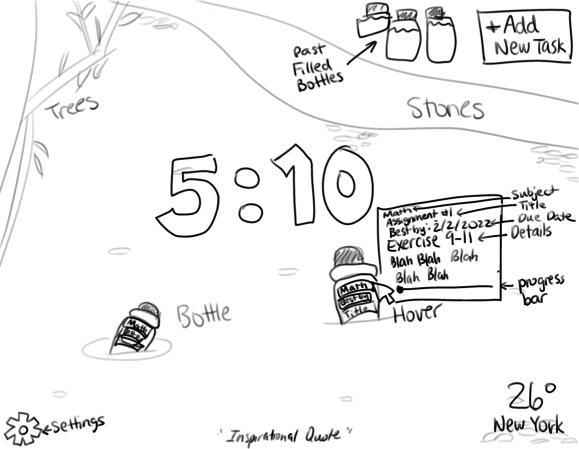 + Add
New Task
Past
Filled
Bottles
Trees
Stones
5:10
Math
Assignment #1
Best by: 2/2/2022
Exercise 9-11
Blah Blah Blah
Blah Blah
Subject
Title
Due Date
Details
progress
bar
Math
Best by
Title
Hover
Math
Bottle
Settings
"Inspirational Quote"
26°
New York